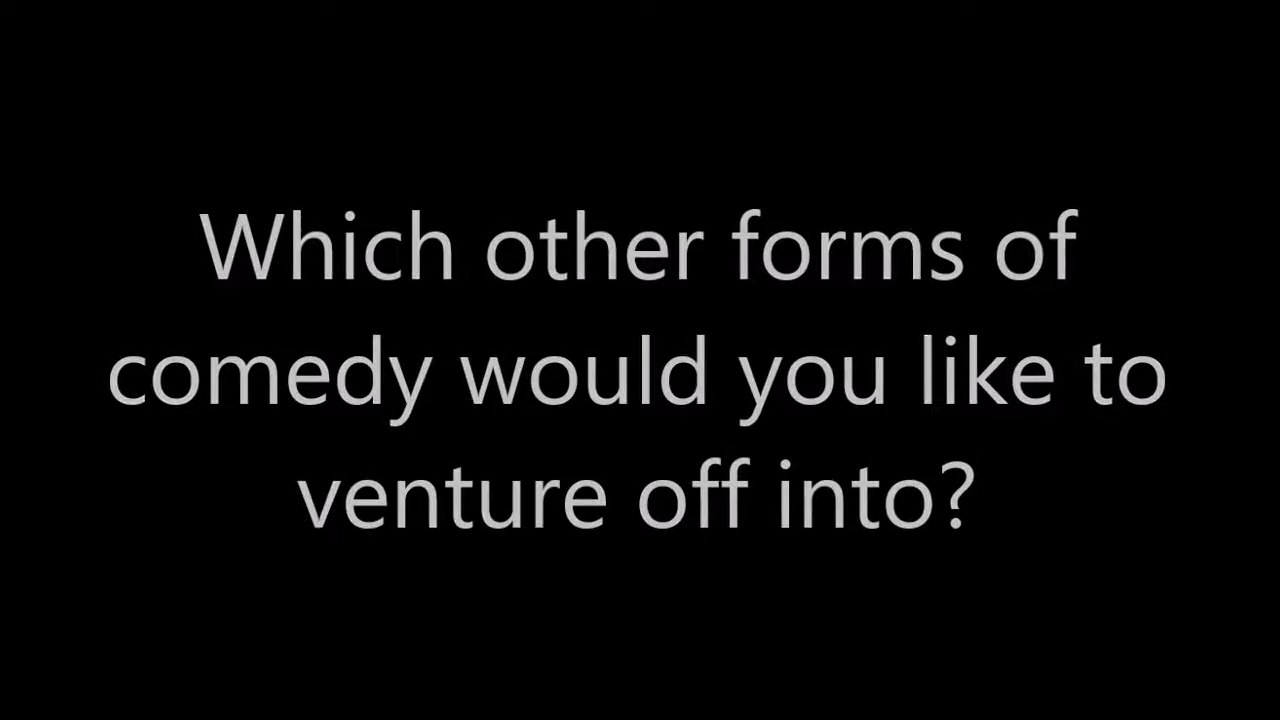 Which other forms of
comedy would you like to
venture off into?